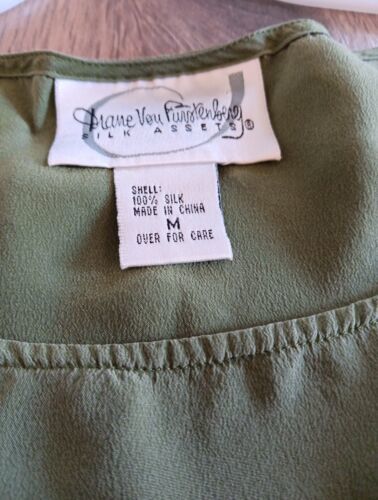 Diane Von Furstenberg
SILK ASSETS®
SHELL:
100% SILK
MADE IN CHINA
M
OVER FOR CARE